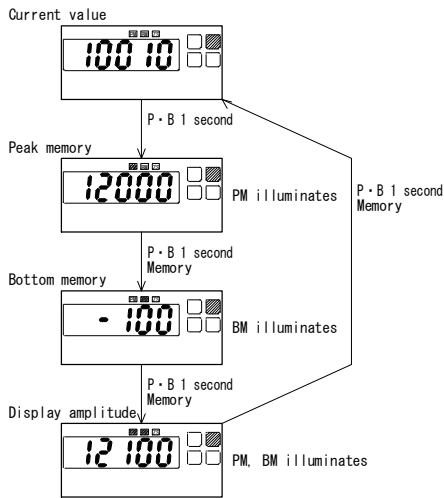 Current value
10010
P・B 1 second
Peak memory
12000
PM illuminates
P・B 1 second
Memory
P・B 1 second
Memory
Bottom memory
- 100
BM illuminates
P・B 1 second
Memory
Display amplitude
12100
PM, BM illuminates